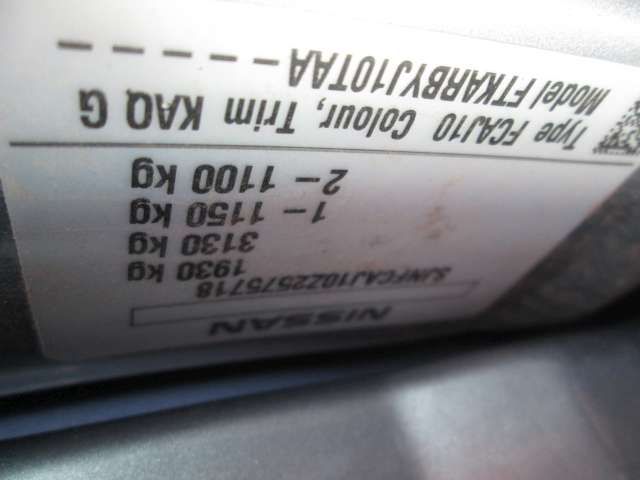 NISSAN
SJNFCAJ10Z2575718
1930 kg
3130 kg
1– 1150 kg
2– 1100 kg
Type FCAJ10 Colour, Trim KAQ G
Model FTKARBYJ10TAA – – – – –